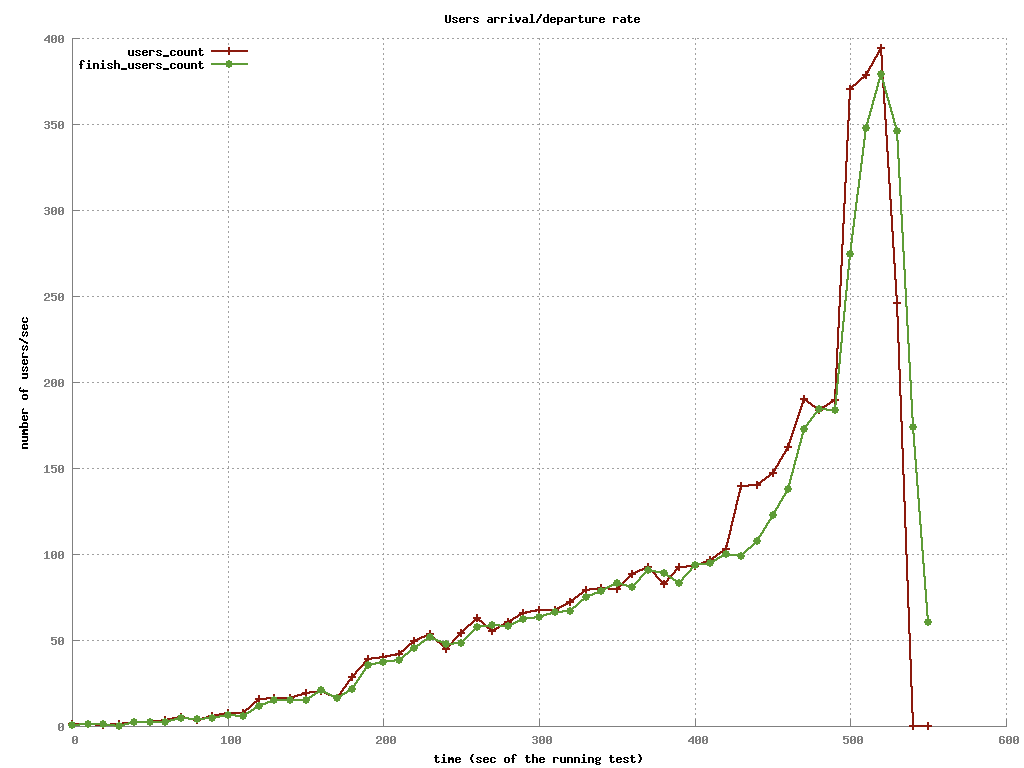 Users arrival/departure rate
400
users_count
finish_users_count
350
300
250
number of users/sec
200
150
100
50
0
0 100 200 300 400 500 600
time (sec of the running test)